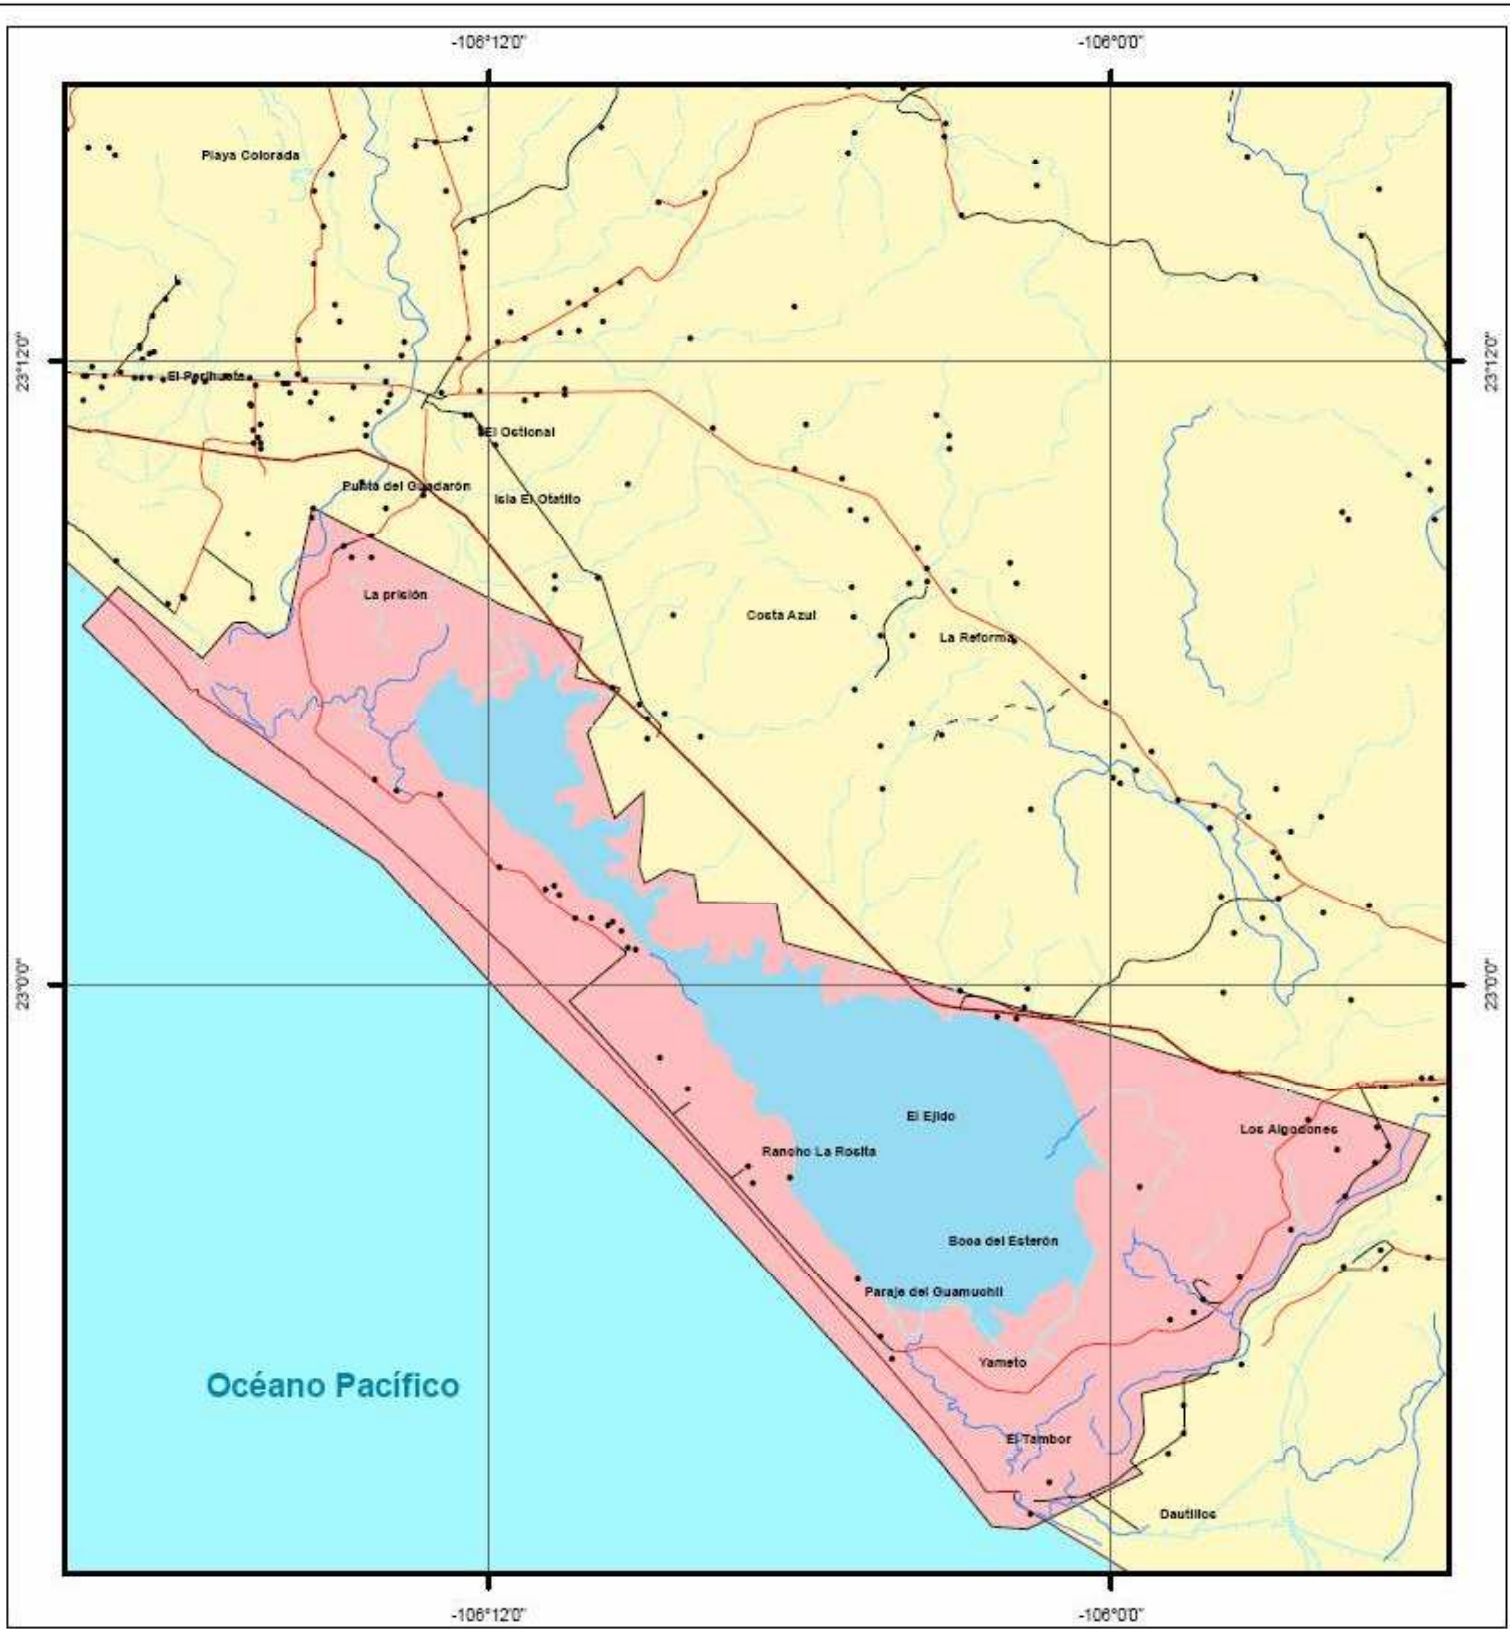 -106°12'0" -106°0'0"
Playa Colorada
23°12'0" 23°12'0"
El Perihuete
El Ostional
Punta del Guadarón
Isla El Otatito
La prisión
Costa Azul
La Reforma
23°0'0" 23°0'0"
El Ejido
Los Algodones
Rancho La Rosita
Boca del Esterón
Paraje del Guamuchil
Yameto
Océano Pacífico
El Tambor
Dautillos
-106°12'0" -106°0'0"